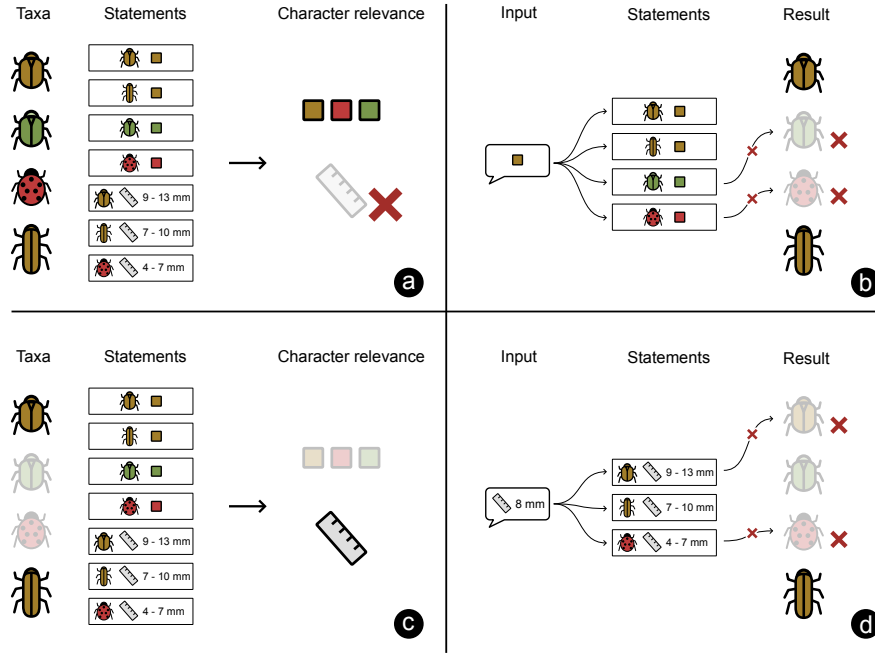 Taxa
Statements
Character relevance
9 - 13 mm
7 - 10 mm
4 - 7 mm
a
Input
Statements
Result
b
Taxa
Statements
Character relevance
9 - 13 mm
7 - 10 mm
4 - 7 mm
c
Input
Statements
Result
8 mm
9 - 13 mm
7 - 10 mm
4 - 7 mm
d